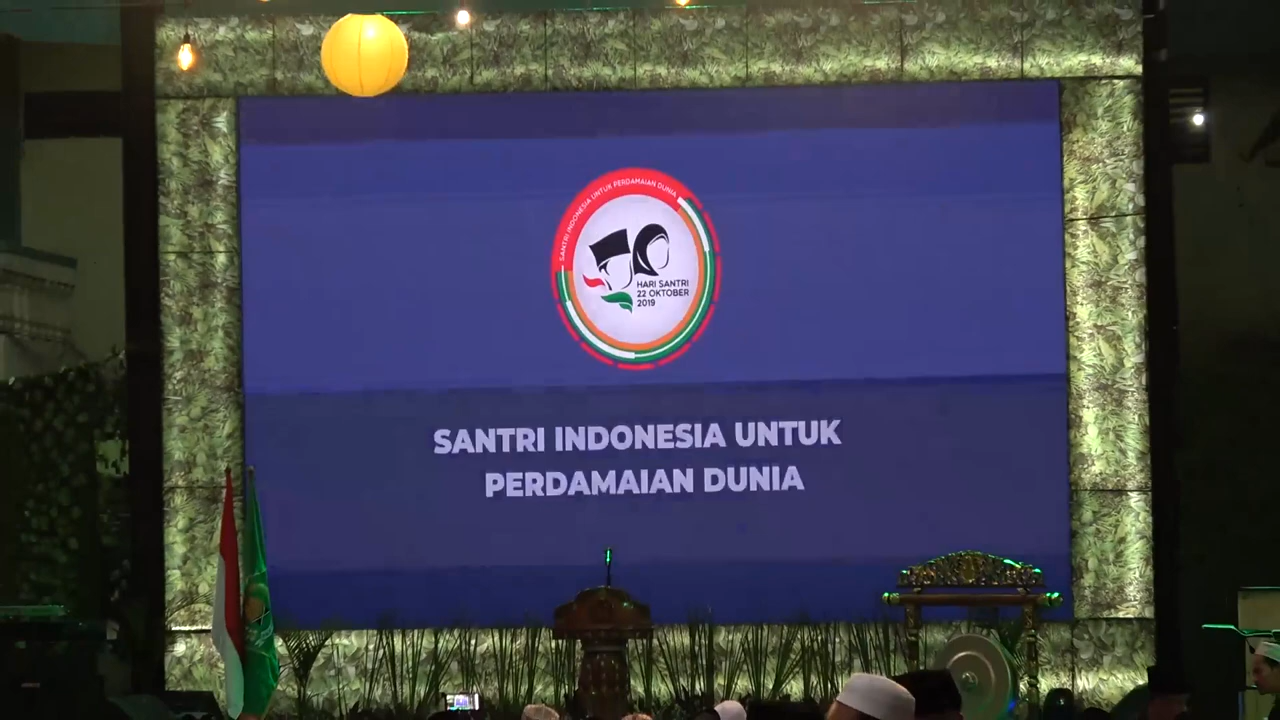 SANTRI INDONESIA UNTUK PERDAMAIAN DUNIA
HARI SANTRI
22 OKTOBER
2019
SANTRI INDONESIA UNTUK
PERDAMAIAN DUNIA